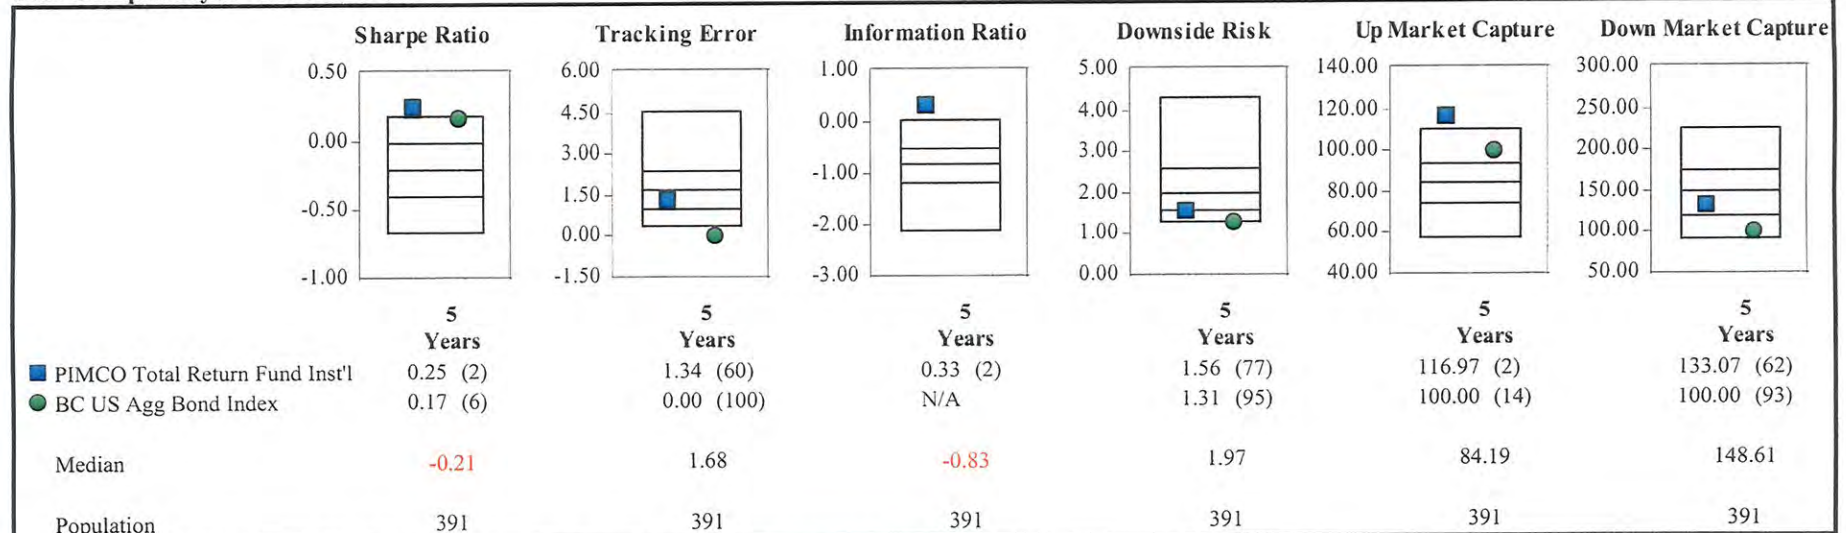 Sharpe Ratio Tracking Error Information Ratio Downside Risk Up Market Capture Down Market Capture
0.50 6.00 1.00 5.00 140.00 300.00
0.00 4.50 0.00 4.00 120.00 250.00
-0.50 3.00 -1.00 3.00 100.00 200.00
-1.00 1.50 -2.00 2.00 80.00 150.00
0.00 -3.00 1.00 60.00 100.00
-1.50 0.00 40.00 50.00
5 5 5 5 5 5
Years Years Years Years Years Years
PIMCO Total Return Fund Inst'l 0.25 (2) 1.34 (60) 0.33 (2) 1.56 (77) 116.97 (2) 133.07 (62)
BC US Agg Bond Index 0.17 (6) 0.00 (100) N/A 1.31 (95) 100.00 (14) 100.00 (93)
Median -0.21 1.68 -0.83 1.97 84.19 148.61
Population 391 391 391 391 391 391